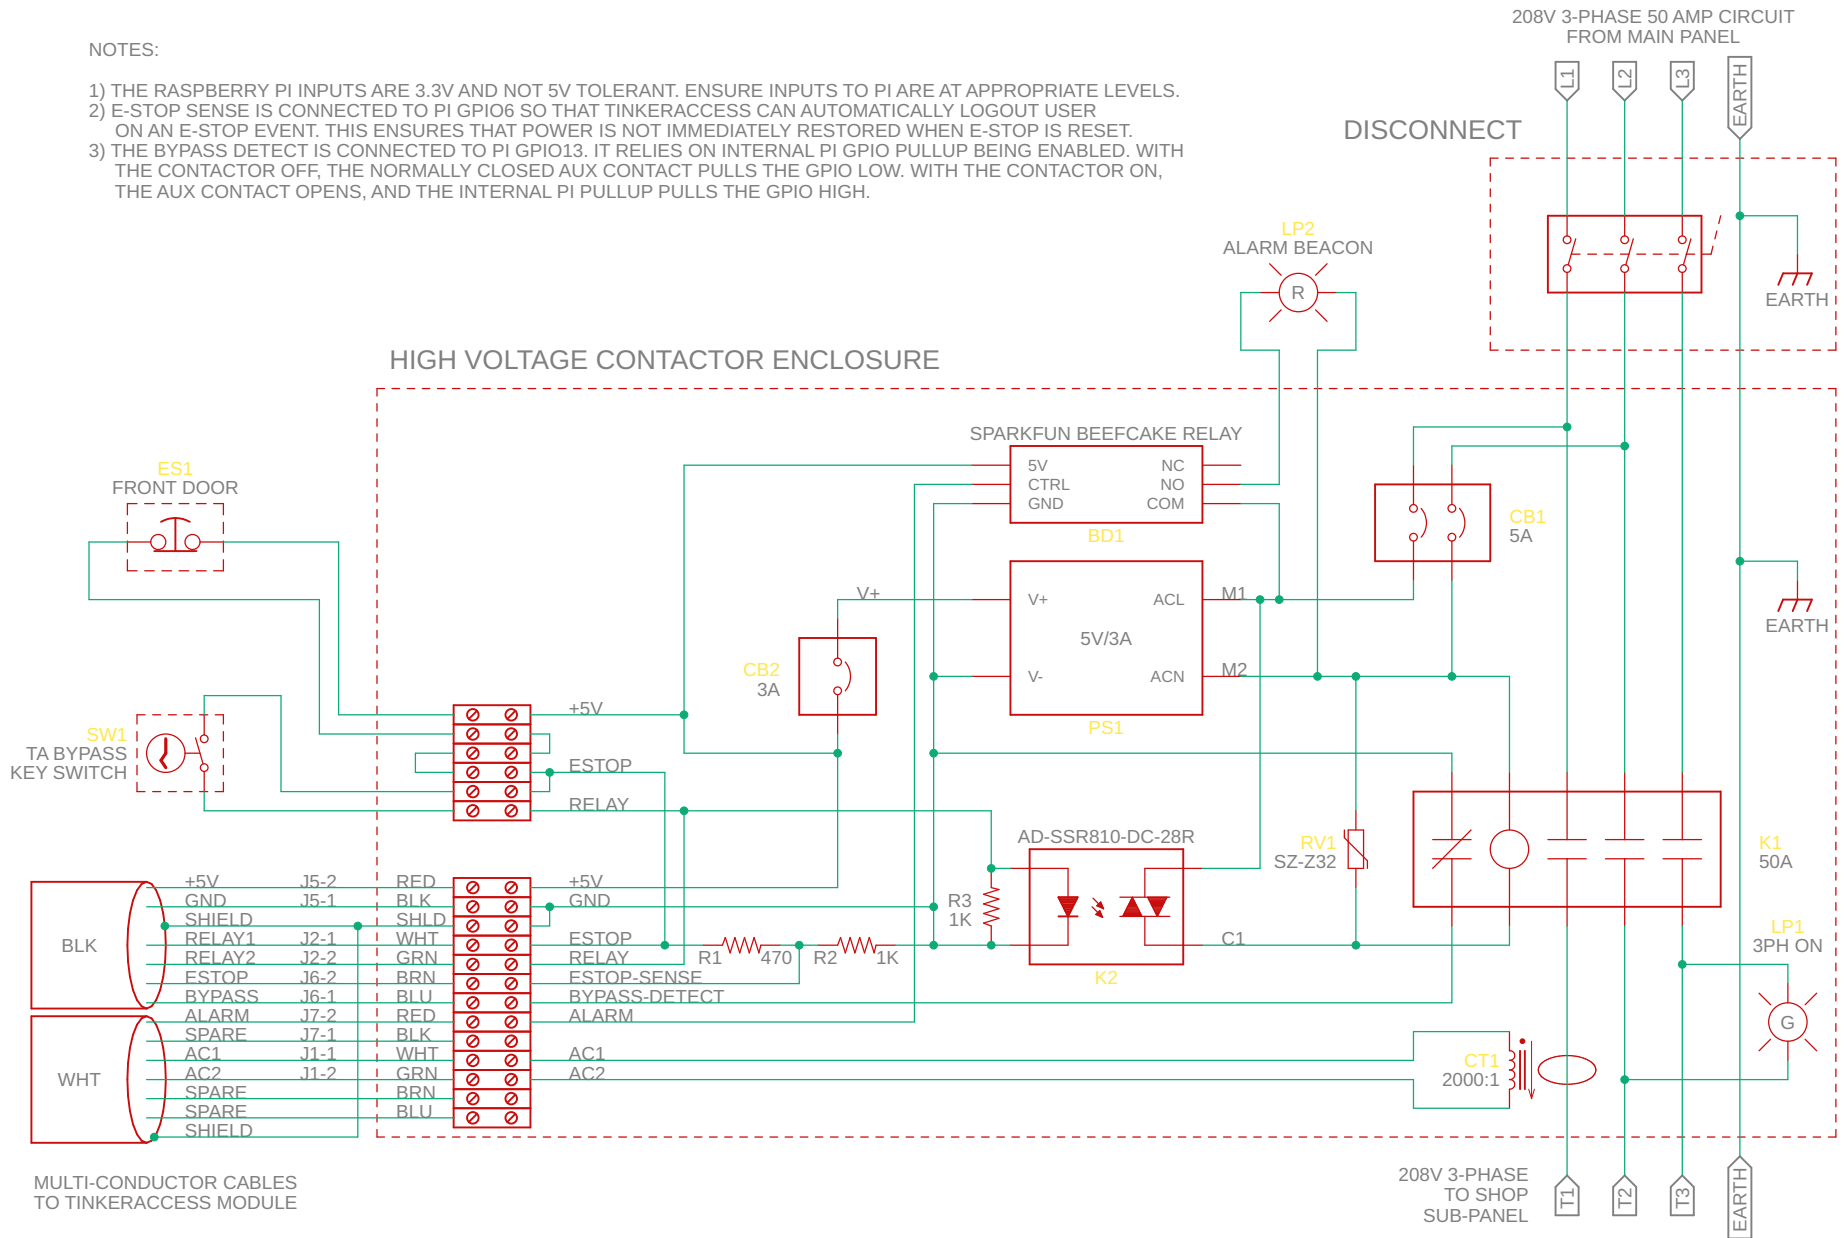 208V 3-PHASE 50 AMP CIRCUIT
FROM MAIN PANEL
L1
L2
L3
EARTH
NOTES:
1) THE RASPBERRY PI INPUTS ARE 3.3V AND NOT 5V TOLERANT. ENSURE INPUTS TO PI ARE AT APPROPRIATE LEVELS.
2) E-STOP SENSE IS CONNECTED TO PI GPIO6 SO THAT TINKERACCESS CAN AUTOMATICALLY LOGOUT USER
ON AN E-STOP EVENT. THIS ENSURES THAT POWER IS NOT IMMEDIATELY RESTORED WHEN E-STOP IS RESET.
3) THE BYPASS DETECT IS CONNECTED TO PI GPIO13. IT RELIES ON INTERNAL PI GPIO PULLUP BEING ENABLED. WITH
THE CONTACTOR OFF, THE NORMALLY CLOSED AUX CONTACT PULLS THE GPIO LOW. WITH THE CONTACTOR ON,
THE AUX CONTACT OPENS, AND THE INTERNAL PI PULLUP PULLS THE GPIO HIGH.
DISCONNECT
EARTH
LP2
ALARM BEACON
R
HIGH VOLTAGE CONTACTOR ENCLOSURE
SPARKFUN BEEFCAKE RELAY
5V
CTRL
GND
NC
NO
COM
BD1
ES1
FRONT DOOR
CB1
5A
EARTH
V+
V+
V-
5V/3A
ACL
ACN
M1
M2
PS1
CB2
3A
SW1
TA BYPASS
KEY SWITCH
+5V
ESTOP
RELAY
AD-SSR810-DC-28R
R3
1K
C1
K2
RV1
SZ-Z32
K1
50A
LP1
3PH ON
G
BLK
+5V J5-2 RED +5V
GND J5-1 BLK GND
SHIELD SHLD
RELAY1 J2-1 WHT ESTOP
RELAY2 J2-2 GRN RELAY
ESTOP J6-2 BRN ESTOP-SENSE
BYPASS J6-1 BLU BYPASS-DETECT
R1 470
R2 1K
WHT
ALARM J7-2 RED ALARM
SPARE J7-1 BLK
AC1 J1-1 WHT AC1
AC2 J1-2 GRN AC2
SPARE BRN
SPARE BLU
SHIELD
CT1
2000:1
MULTI-CONDUCTOR CABLES
TO TINKERACCESS MODULE
208V 3-PHASE
TO SHOP
SUB-PANEL
T1
T2
T3
EARTH